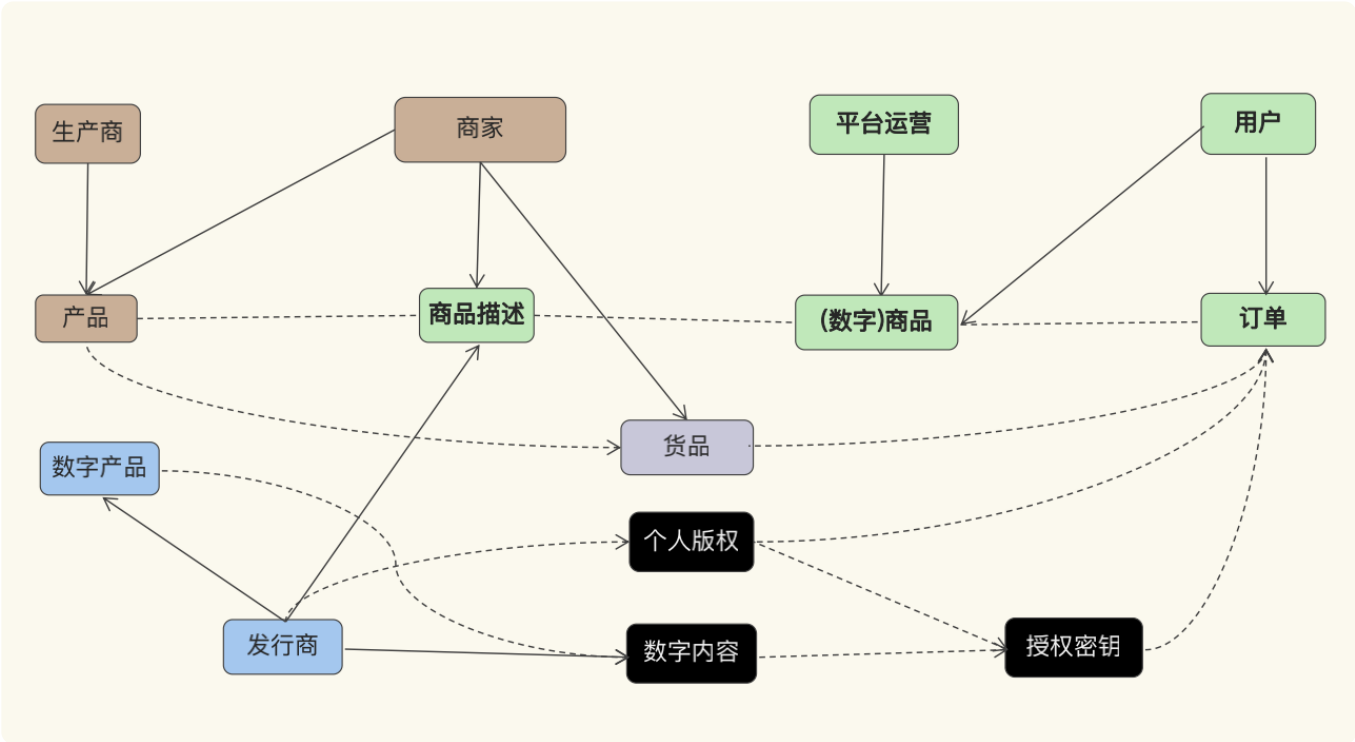 生产商
商家
平台运营
用户
产品
商品描述
(数字)商品
订单
货品
数字产品
个人版权
发行商
数字内容
授权密钥